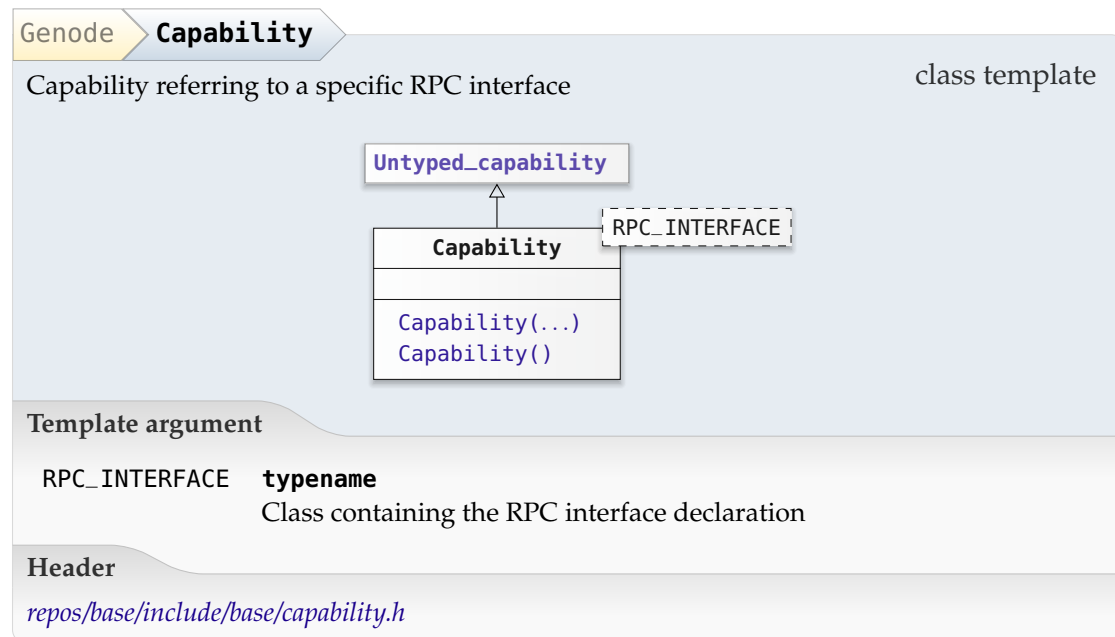 Genode Capability
Capability referring to a specific RPC interface
class template
Untyped_capability
RPC_INTERFACE
Capability
Capability(...)
Capability()
Template argument
RPC_INTERFACE typename
Class containing the RPC interface declaration
Header
repos/base/include/base/capability.h